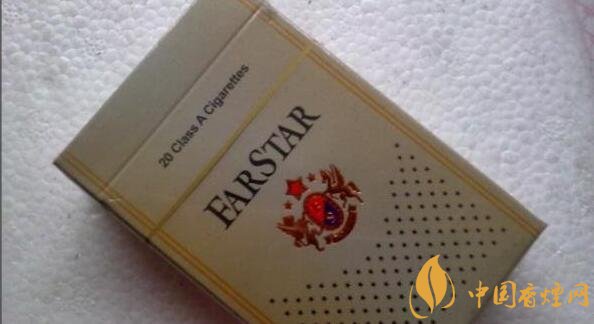 20 Class A Cigarettes
FARSTAR
中国香烟网